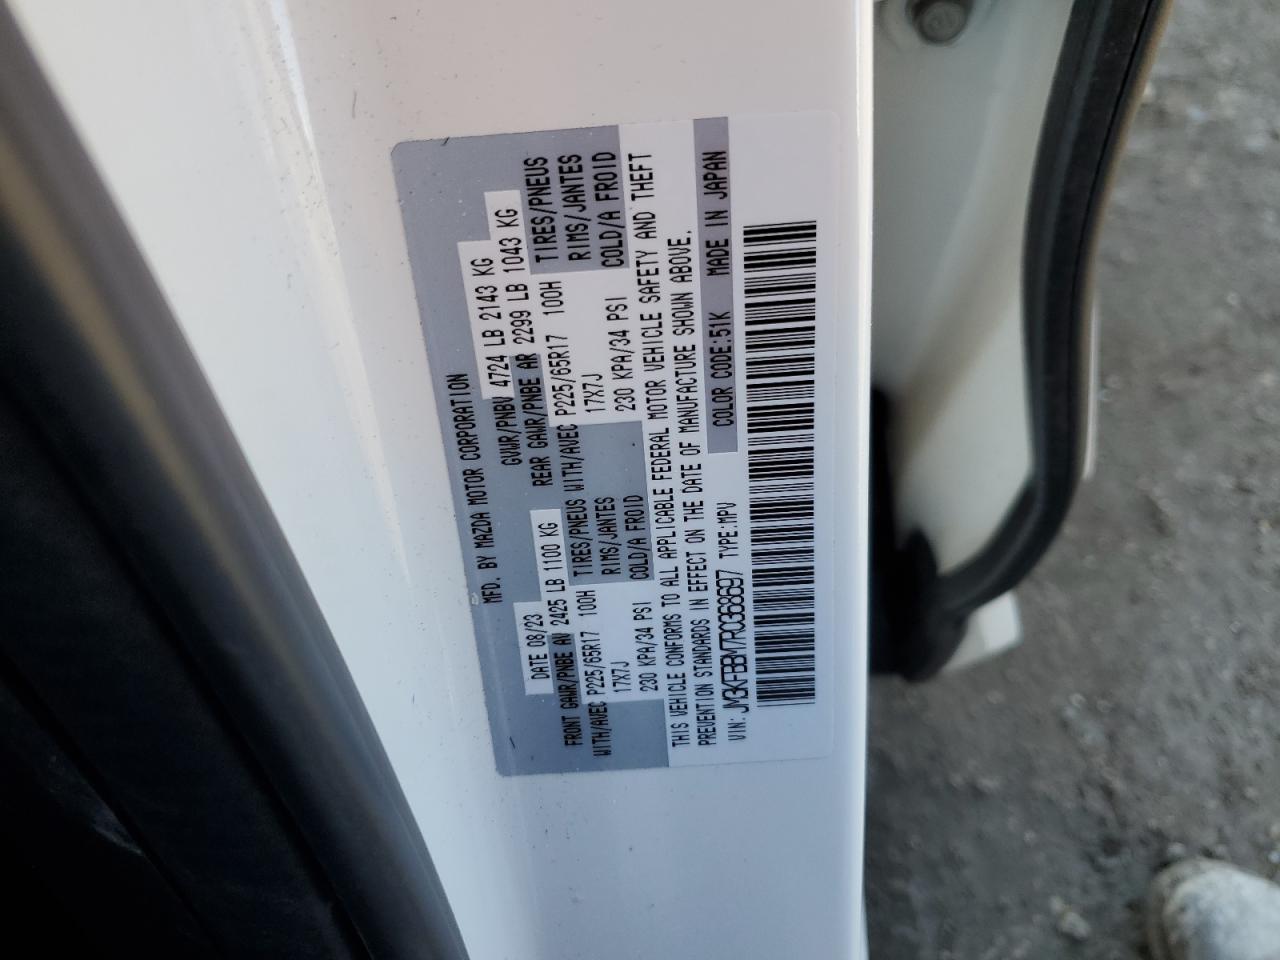 MFD. BY MAZDA MOTOR CORPORATION
DATE 08/23 GVWR/PNBV 4724 LB 2143 KG
FRONT GAWR/PNBE AV 2425 LB 1100 KG REAR GAWR/PNBE AR 2299 LB 1043 KG
WITH/AVEC P225/65R17 100H TIRES/PNEUS WITH/AVEC P225/65R17 100H TIRES/PNEUS
17X7J RIMS/JANTES 17X7J RIMS/JANTES
230 KPA/34 PSI COLD/A FROID 230 KPA/34 PSI COLD/A FROID
THIS VEHICLE CONFORMS TO ALL APPLICABLE FEDERAL MOTOR VEHICLE SAFETY AND THEFT
PREVENTION STANDARDS IN EFFECT ON THE DATE OF MANUFACTURE SHOWN ABOVE.
VIN: JM3KFBBM7R0368697 TYPE:MPV COLOR CODE:51K MADE IN JAPAN